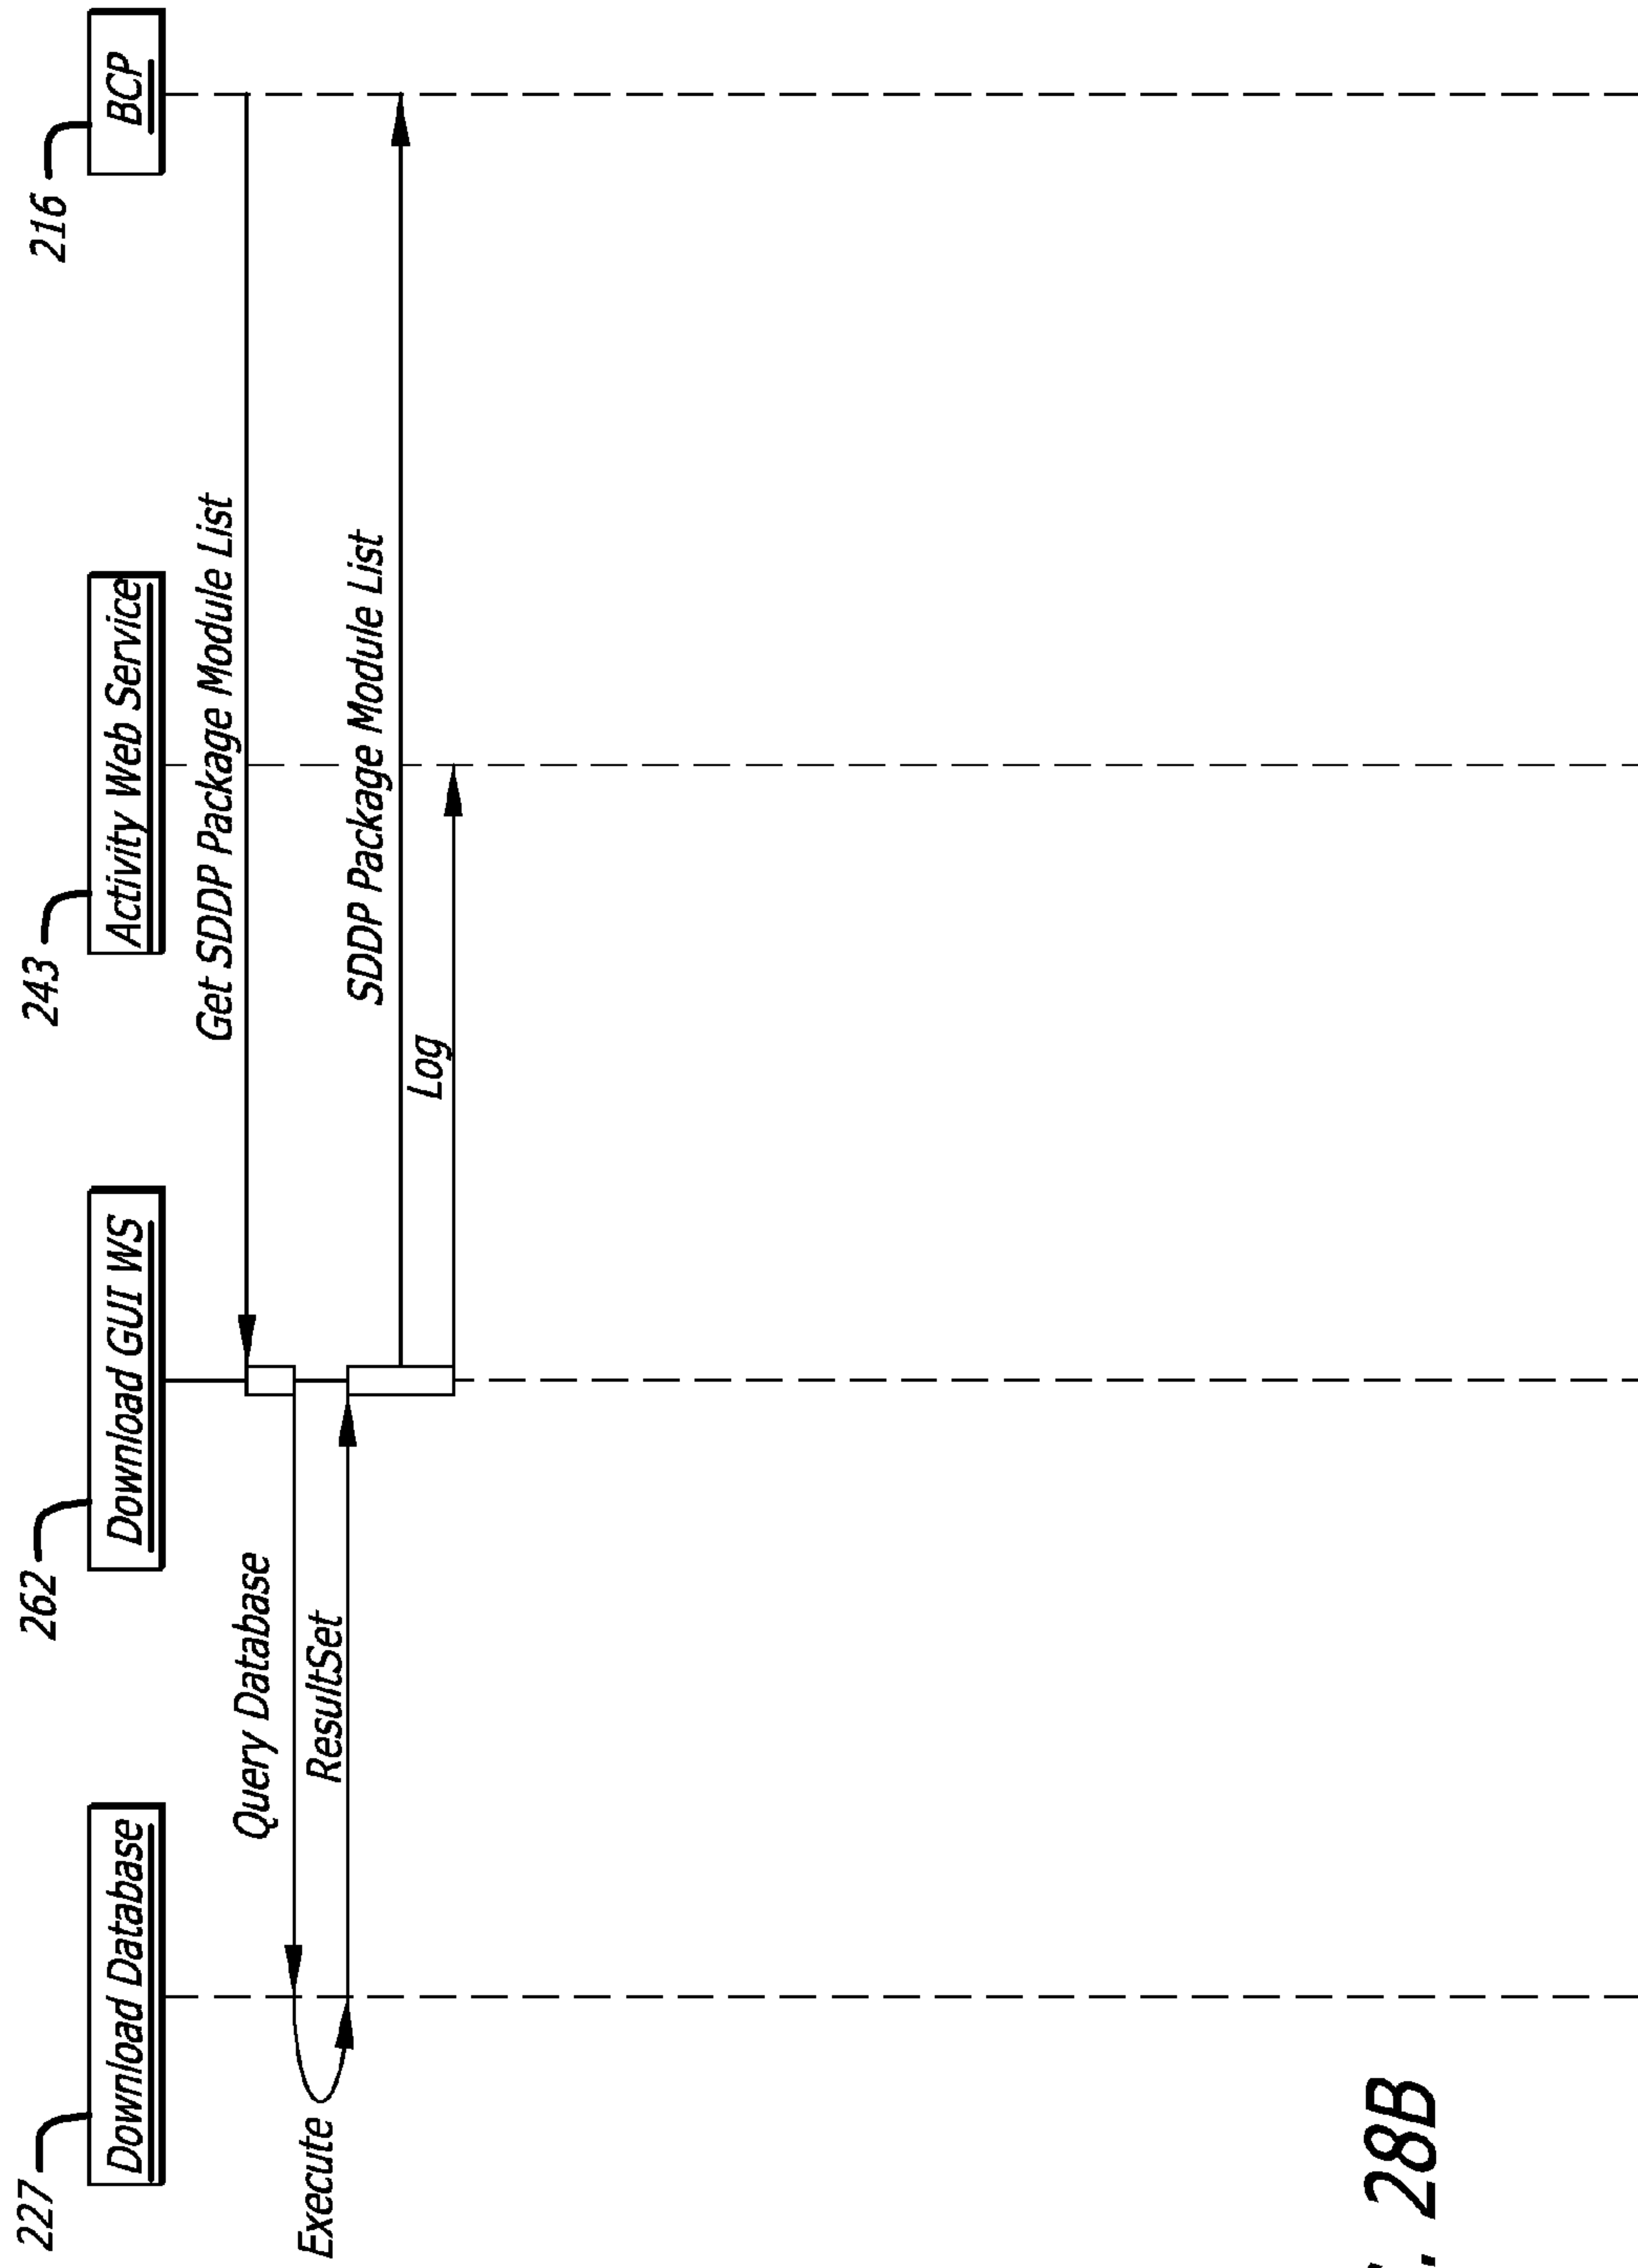 227
262
243
216
Download Database
Download GUI WS
Activity Web Service
BCP
Get SDDP Package Module List
Query Database
Execute
ResultSet
SDDP Package Module List
Log
. 28B